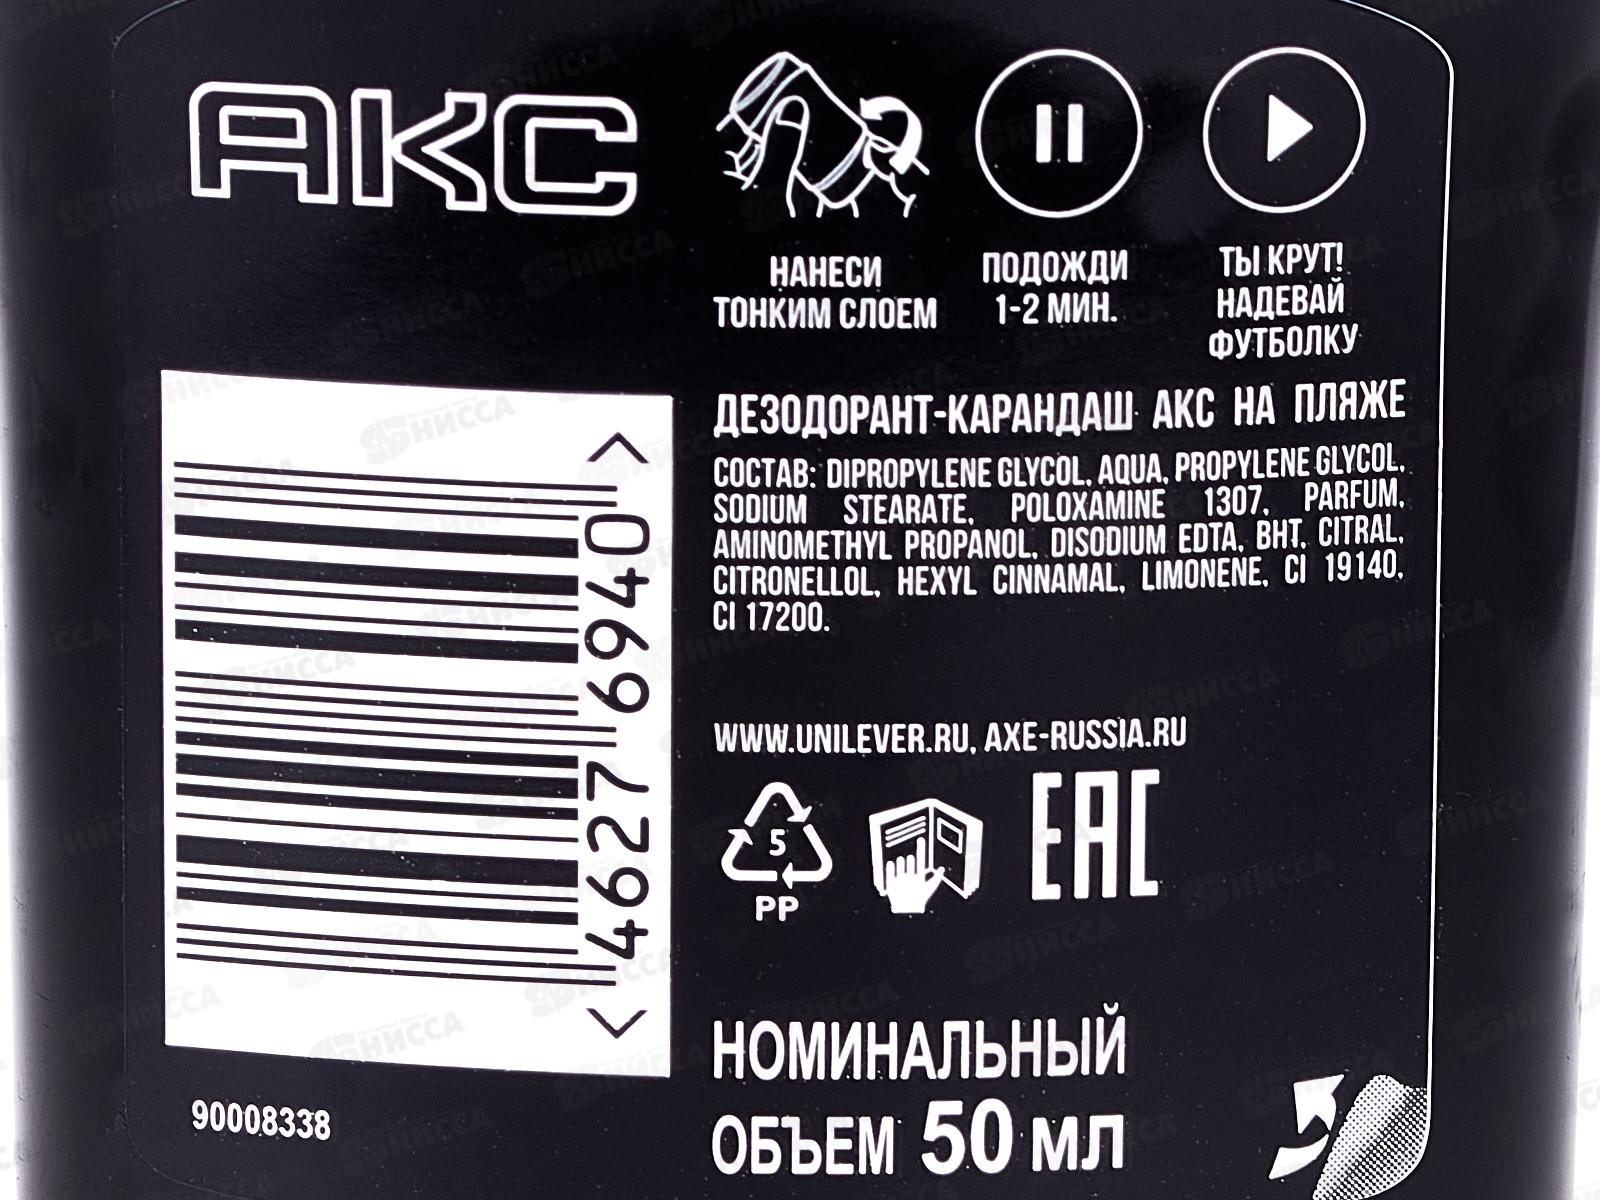 АКС
НАНЕСИ
ТОНКИМ СЛОЕМ
ПОДОЖДИ
1-2 МИН.
ТЫ КРУТ!
НАДЕВАЙ
ФУТБОЛКУ
ДЕЗОДОРАНТ-КАРАНДАШ АКС НА ПЛЯЖЕ
СОСТАВ: DIPROPYLENE GLYCOL, AQUA, PROPYLENE GLYCOL,
SODIUM STEARATE, POLOXAMINE 1307, PARFUM,
AMINOMETHYL PROPANOL, DISODIUM EDTA, BHT, CITRAL,
CITRONELLOL, HEXYL CINNAMAL, LIMONENE, CI 19140,
CI 17200.
WWW.UNILEVER.RU, AXE-RUSSIA.RU
5
PP
EAC
НОМИНАЛЬНЫЙ
ОБЪЕМ 50 МЛ
< 4627 6940 >
90008338
НИССА